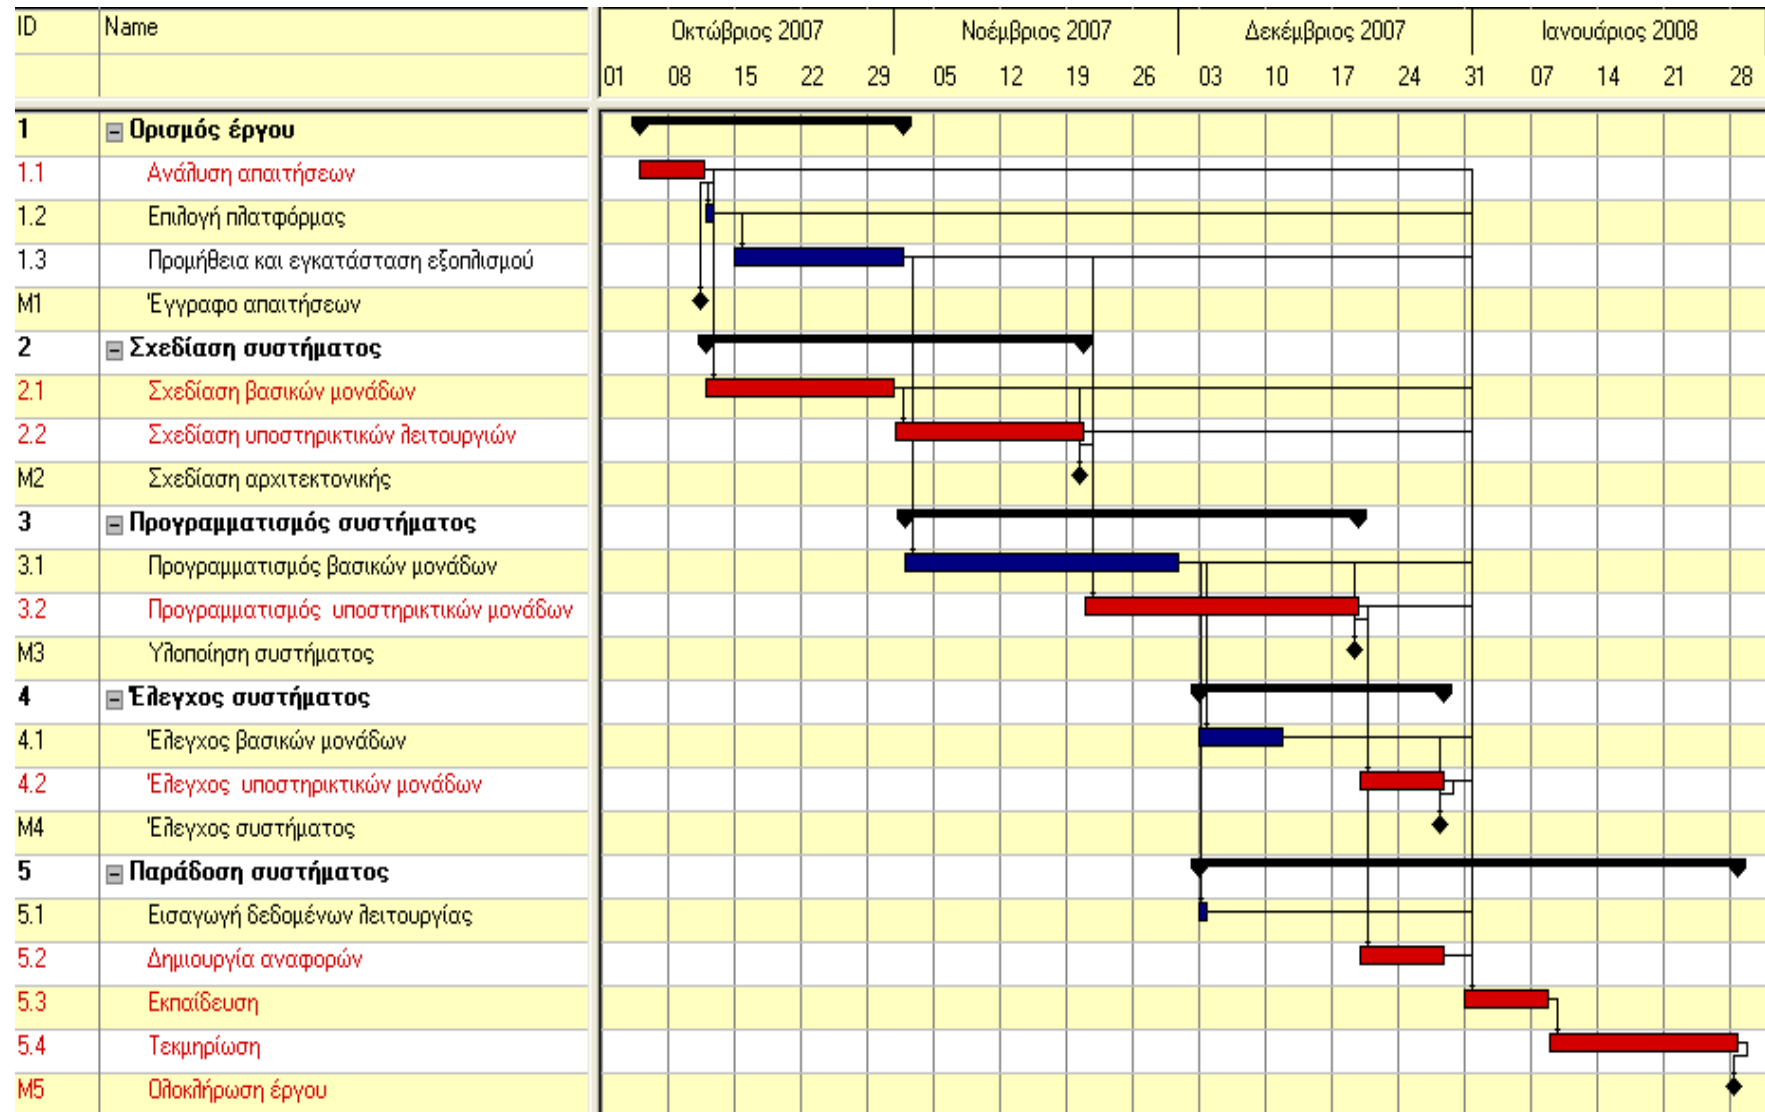 ID Name Οκτώβριος 2007 Νοέμβριος 2007 Δεκέμβριος 2007 Ιανουάριος 2008
01 08 15 22 29 05 12 19 26 03 10 17 24 31 07 14 21 28
1 Ορισμός έργου
1.1 Ανάλυση απαιτήσεων
1.2 Επιλογή πλατφόρμας
1.3 Προμήθεια και εγκατάσταση εξοπλισμού
M1 Έγγραφο απαιτήσεων
2 Σχεδίαση συστήματος
2.1 Σχεδίαση βασικών μονάδων
2.2 Σχεδίαση υποστηρικτικών λειτουργιών
M2 Σχεδίαση αρχιτεκτονικής
3 Προγραμματισμός συστήματος
3.1 Προγραμματισμός βασικών μονάδων
3.2 Προγραμματισμός υποστηρικτικών μονάδων
M3 Υλοποίηση συστήματος
4 Έλεγχος συστήματος
4.1 Έλεγχος βασικών μονάδων
4.2 Έλεγχος υποστηρικτικών μονάδων
M4 Έλεγχος συστήματος
5 Παράδοση συστήματος
5.1 Εισαγωγή δεδομένων λειτουργίας
5.2 Δημιουργία αναφορών
5.3 Εκπαίδευση
5.4 Τεκμηρίωση
M5 Ολοκλήρωση έργου